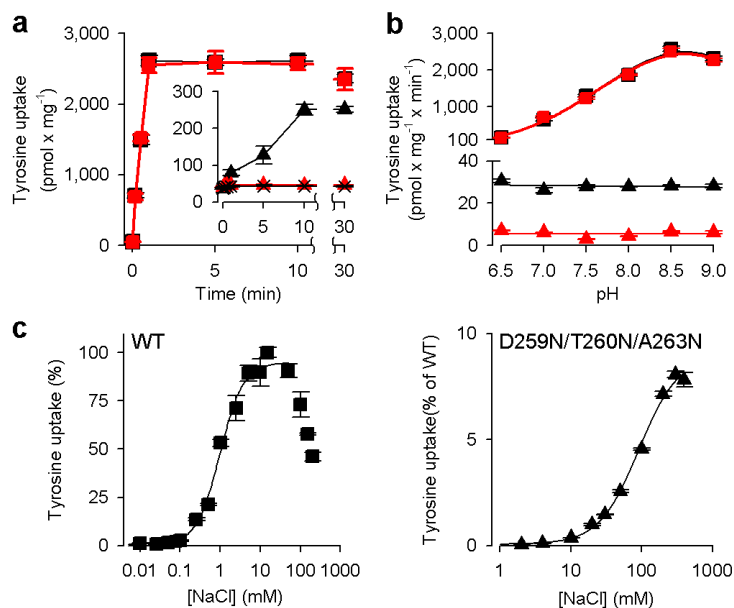 a
Tyrosine uptake
(pmol x mg⁻¹)
3,000
2,000
1,000
0
300
200
100
50
0
0 5 10 30
0 5 10 30
Time (min)
b
Tyrosine uptake
(pmol x mg⁻¹ x min⁻¹)
3,000
2,000
1,000
100
40
20
0
6.5 7.0 7.5 8.0 8.5 9.0
pH
c
WT
Tyrosine uptake (%)
100
75
50
25
0
0.01 0.1 1 10 100 1000
[NaCl] (mM)
D259N/T260N/A263N
Tyrosine uptake(% of WT)
10
5
0
1 10 100 1000
[NaCl] (mM)